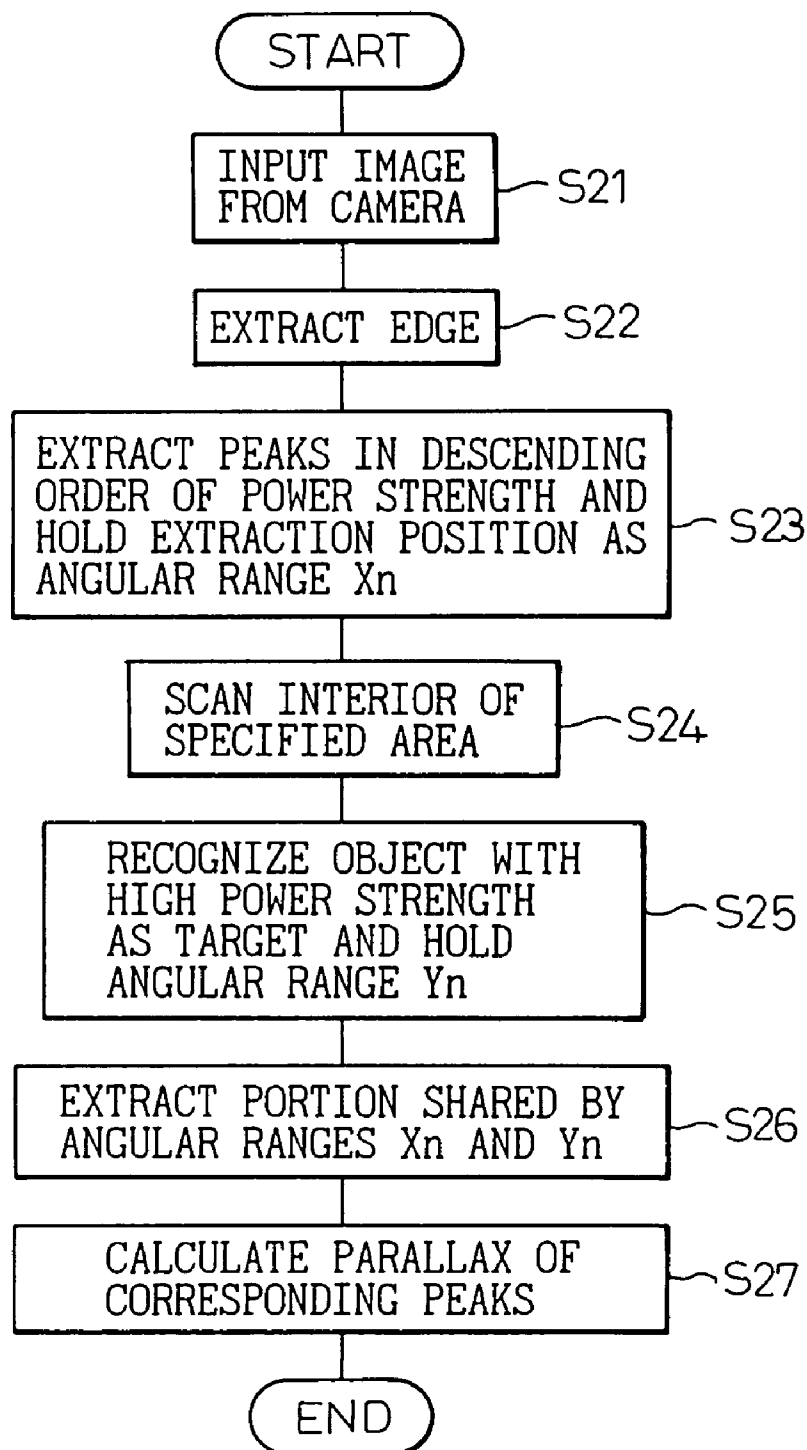 START
INPUT IMAGE
FROM CAMERA
S21
EXTRACT EDGE
S22
EXTRACT PEAKS IN DESCENDING
ORDER OF POWER STRENGTH AND
HOLD EXTRACTION POSITION AS
ANGULAR RANGE Xn
S23
SCAN INTERIOR OF
SPECIFIED AREA
S24
RECOGNIZE OBJECT WITH
HIGH POWER STRENGTH
AS TARGET AND HOLD
ANGULAR RANGE Yn
S25
EXTRACT PORTION SHARED BY
ANGULAR RANGES Xn AND Yn
S26
CALCULATE PARALLAX OF
CORRESPONDING PEAKS
S27
END